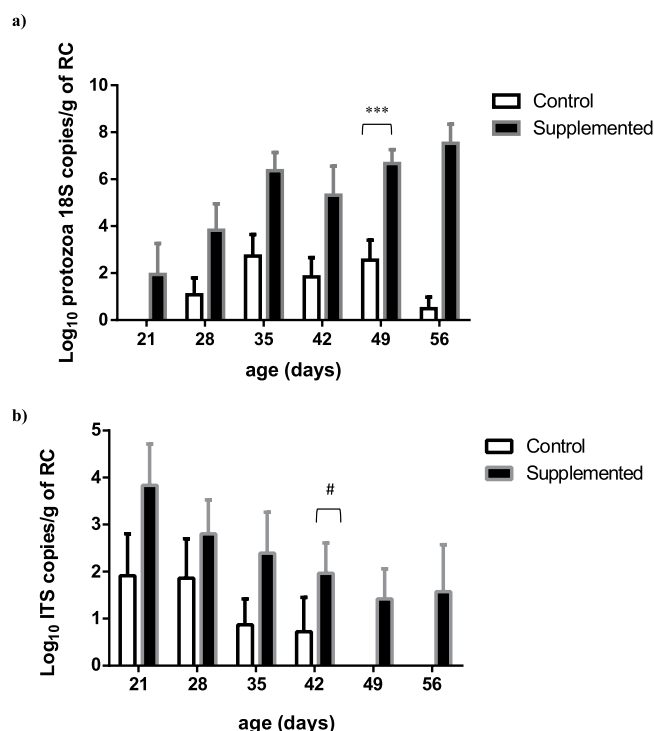 a)
Log10 protozoa 18S copies/g of RC
10
8
6
4
2
0
***
Control
Supplemented
21 28 35 42 49 56
age (days)
b)
Log10 ITS copies/g of RC
5
4
3
2
1
0
#
Control
Supplemented
21 28 35 42 49 56
age (days)